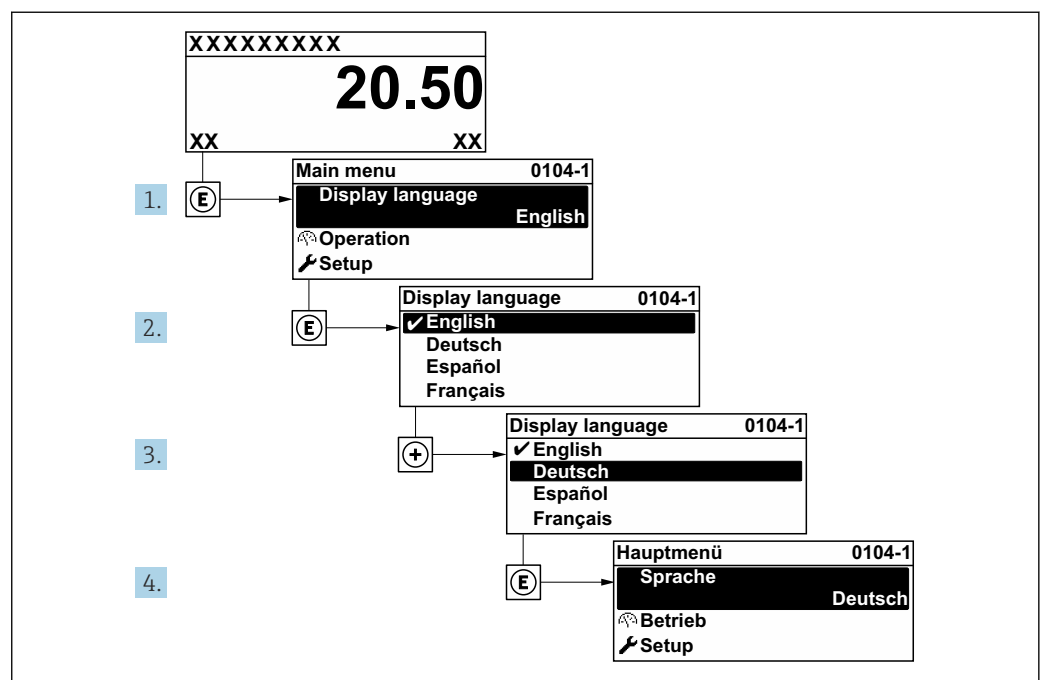 XXXXXXXXX
20.50
XX XX
1. E
Main menu 0104-1
Display language
English
Operation
Setup
2. E
Display language 0104-1
✔English
Deutsch
Español
Français
3. +
Display language 0104-1
✔English
Deutsch
Español
Français
4. E
Hauptmenü 0104-1
Sprache
Deutsch
Betrieb
Setup